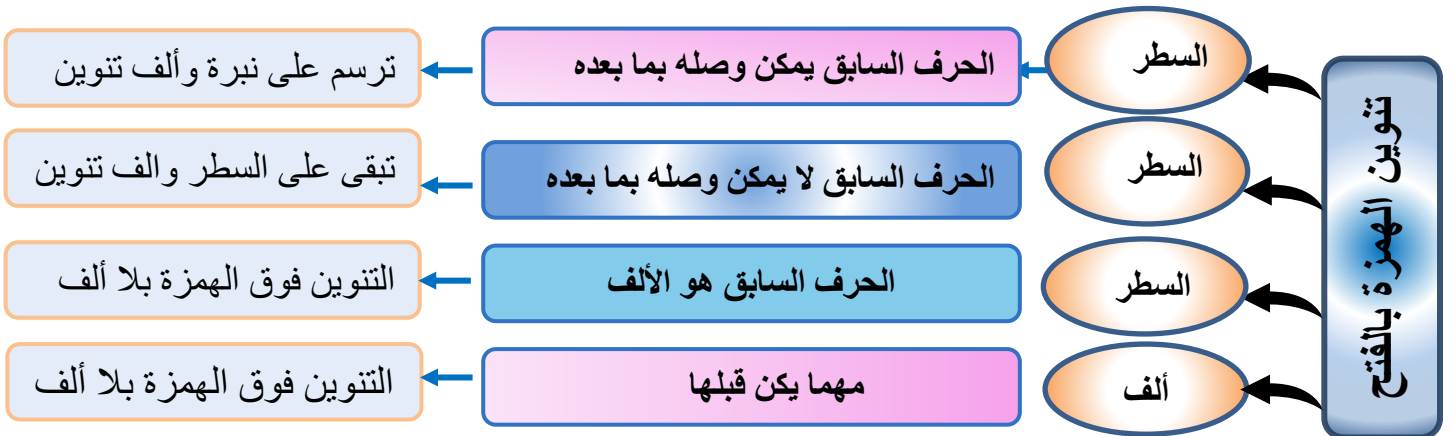 تنوين الهمزة بالفتح
السطر
الحرف السابق يمكن وصله بما بعده
ترسم على نبرة وألف تنوين
السطر
الحرف السابق لا يمكن وصله بما بعده
تبقى على السطر والف تنوين
السطر
الحرف السابق هو الألف
التنوين فوق الهمزة بلا ألف
ألف
مهما يكن قبلها
التنوين فوق الهمزة بلا ألف